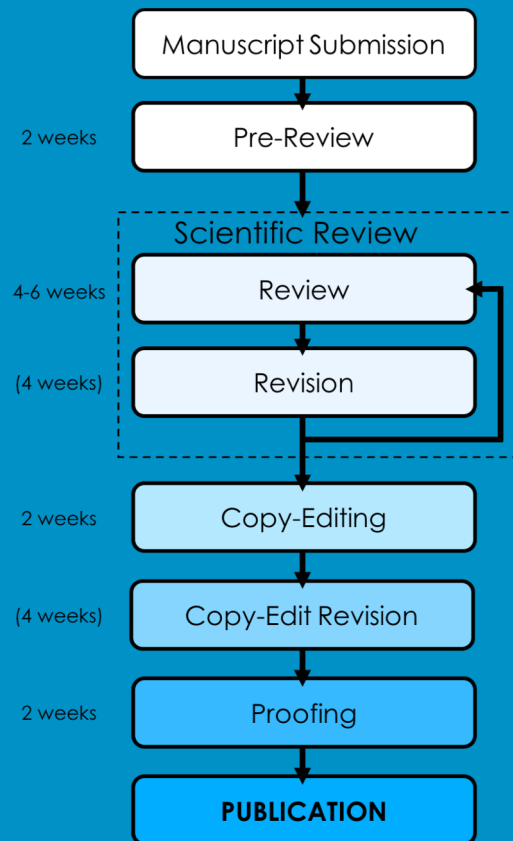 Manuscript Submission
2 weeks
Pre-Review
Scientific Review
4-6 weeks
Review
(4 weeks)
Revision
2 weeks
Copy-Editing
(4 weeks)
Copy-Edit Revision
2 weeks
Proofing
PUBLICATION